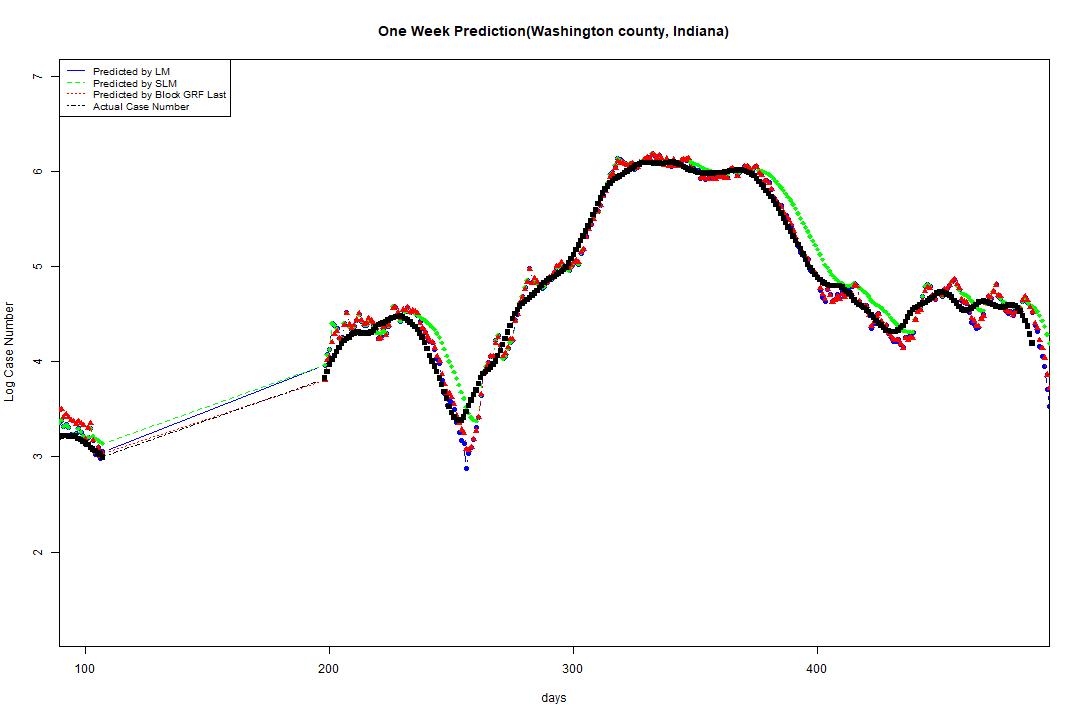 One Week Prediction(Washington county, Indiana)
Predicted by LM
Predicted by SLM
Predicted by Block GRF Last
Actual Case Number
7
6
5
4
3
2
Log Case Number
100 200 300 400
days